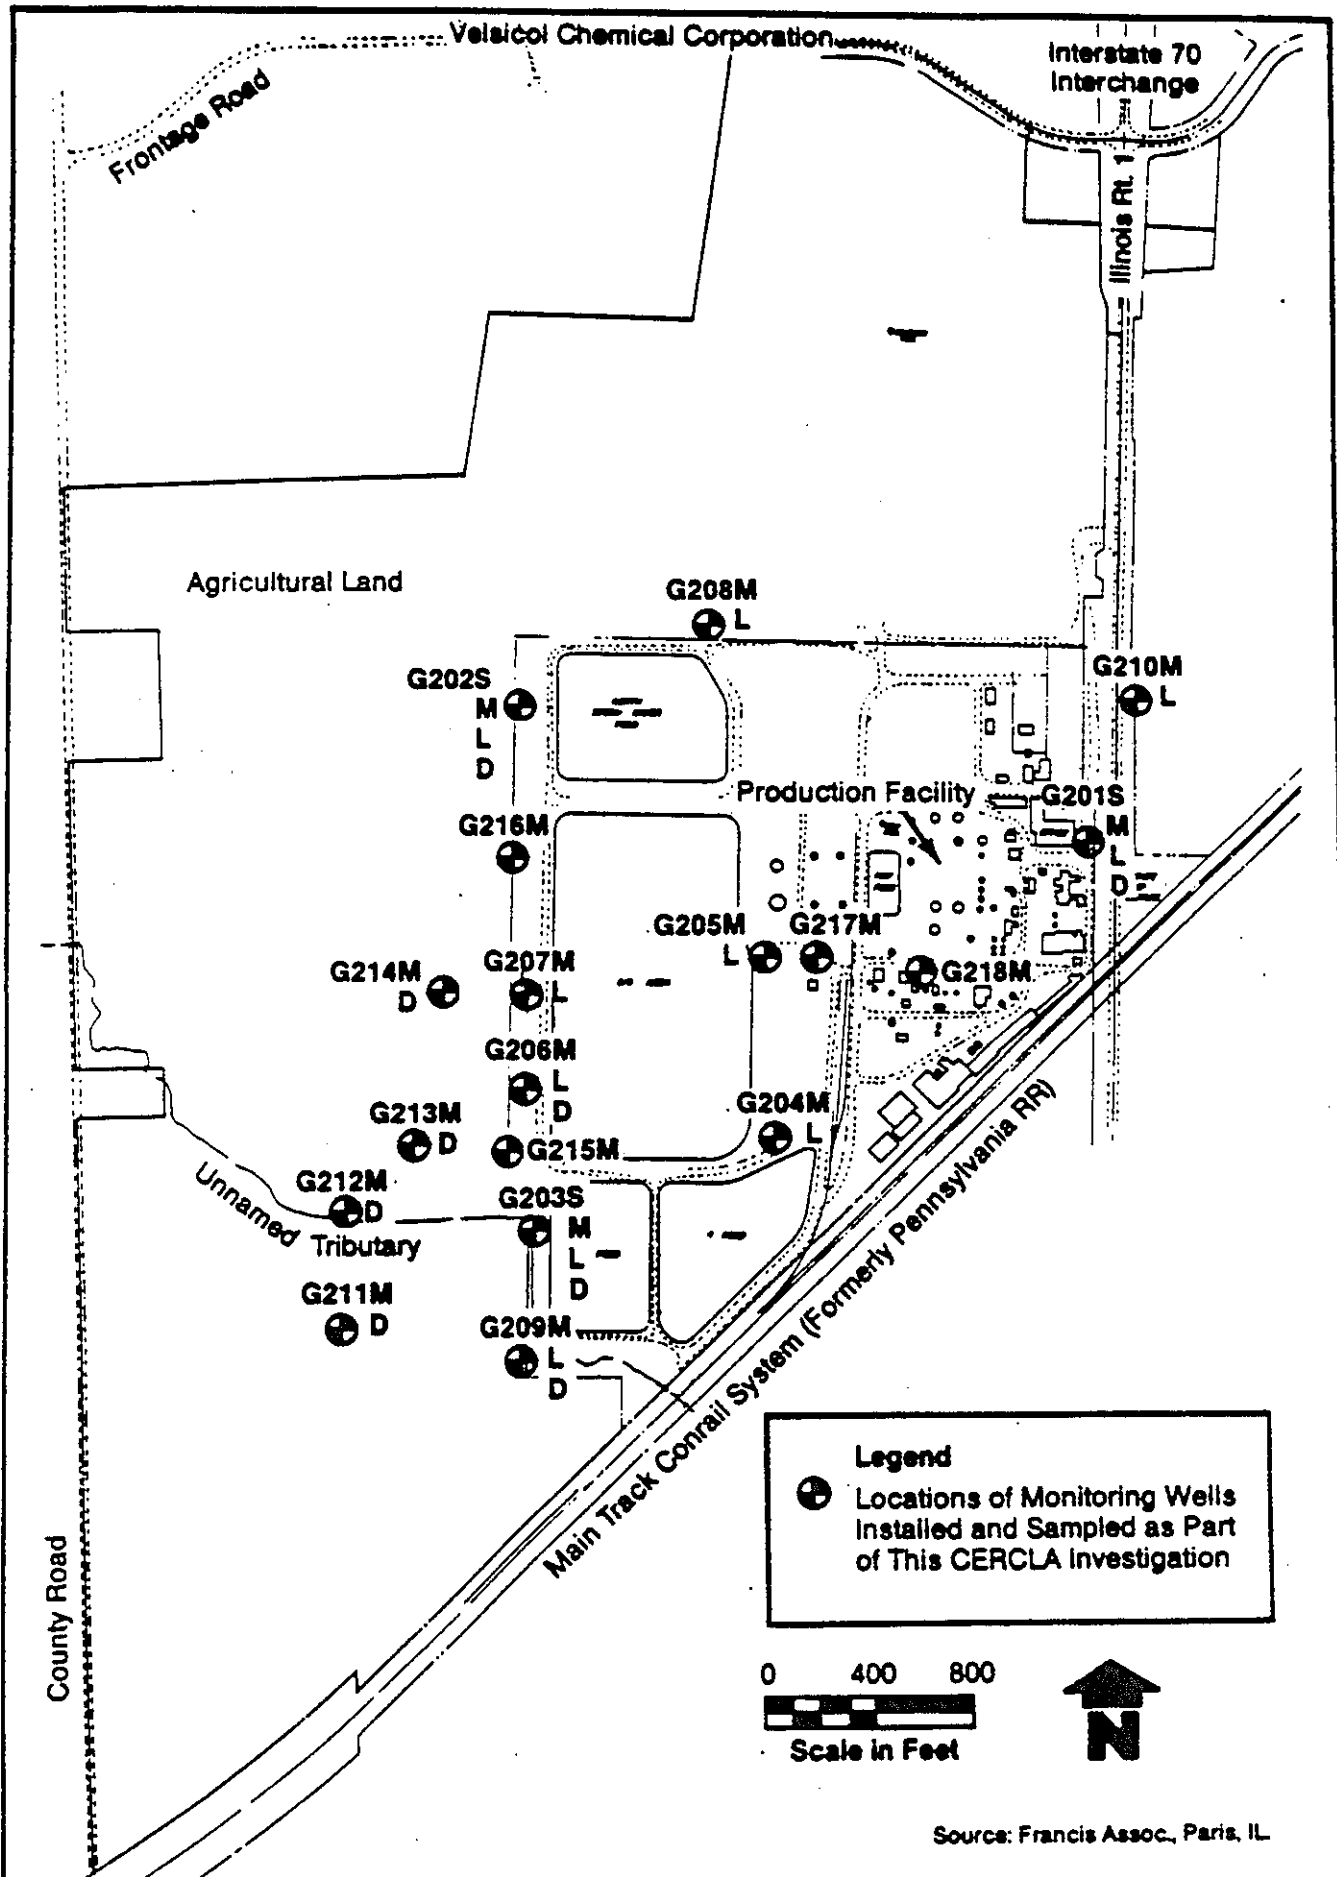 Velsicol Chemical Corporation
Interstate 70
Interchange
Frontage Road
Illinois Rt. 1
Agricultural Land
G208M
L
G202S
M
L
D
G210M
L
Production Facility
G201S
M
L
D
G216M
G205M
L
G217M
G214M
D
G207M
L
G218M
G206M
L
D
G204M
L
G213M
D
G215M
G212M
D
Unnamed Tributary
G203S
M
L
D
G211M
D
G209M
L
D
Main Track Conrail System (Formerly Pennsylvania RR)
County Road
Legend
Locations of Monitoring Wells
Installed and Sampled as Part
of This CERCLA Investigation
0 400 800
Scale in Feet
N
Source: Francis Assoc., Paris, IL